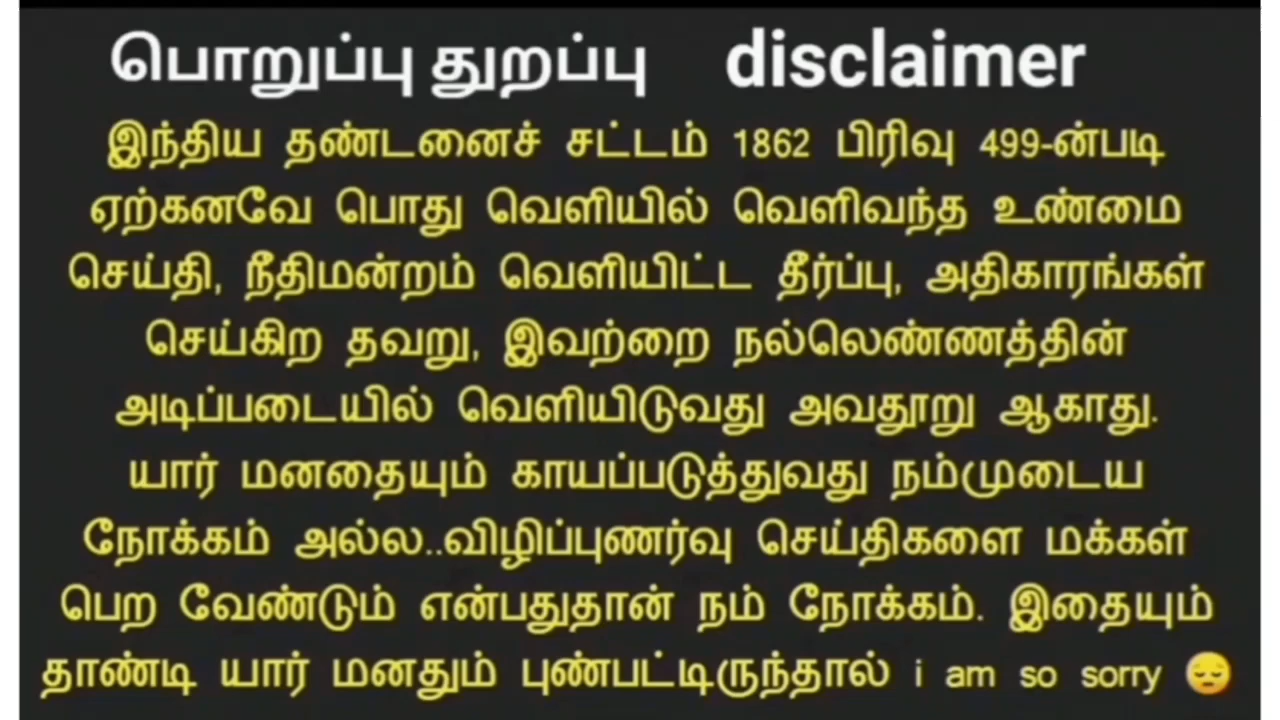 பொறுப்பு துறப்பு disclaimer
இந்திய தண்டனைச் சட்டம் 1862 பிரிவு 499-ன்படி
ஏற்கனவே பொது வெளியில் வெளிவந்த உண்மை
செய்தி, நீதிமன்றம் வெளியிட்ட தீர்ப்பு, அதிகாரங்கள்
செய்கிற தவறு, இவற்றை நல்லெண்ணத்தின்
அடிப்படையில் வெளியிடுவது அவதூறு ஆகாது.
யார் மனதையும் காயப்படுத்துவது நம்முடைய
நோக்கம் அல்ல..விழிப்புணர்வு செய்திகளை மக்கள்
பெற வேண்டும் என்பதுதான் நம் நோக்கம். இதையும்
தாண்டி யார் மனதும் புண்பட்டிருந்தால் i am so sorry 😔